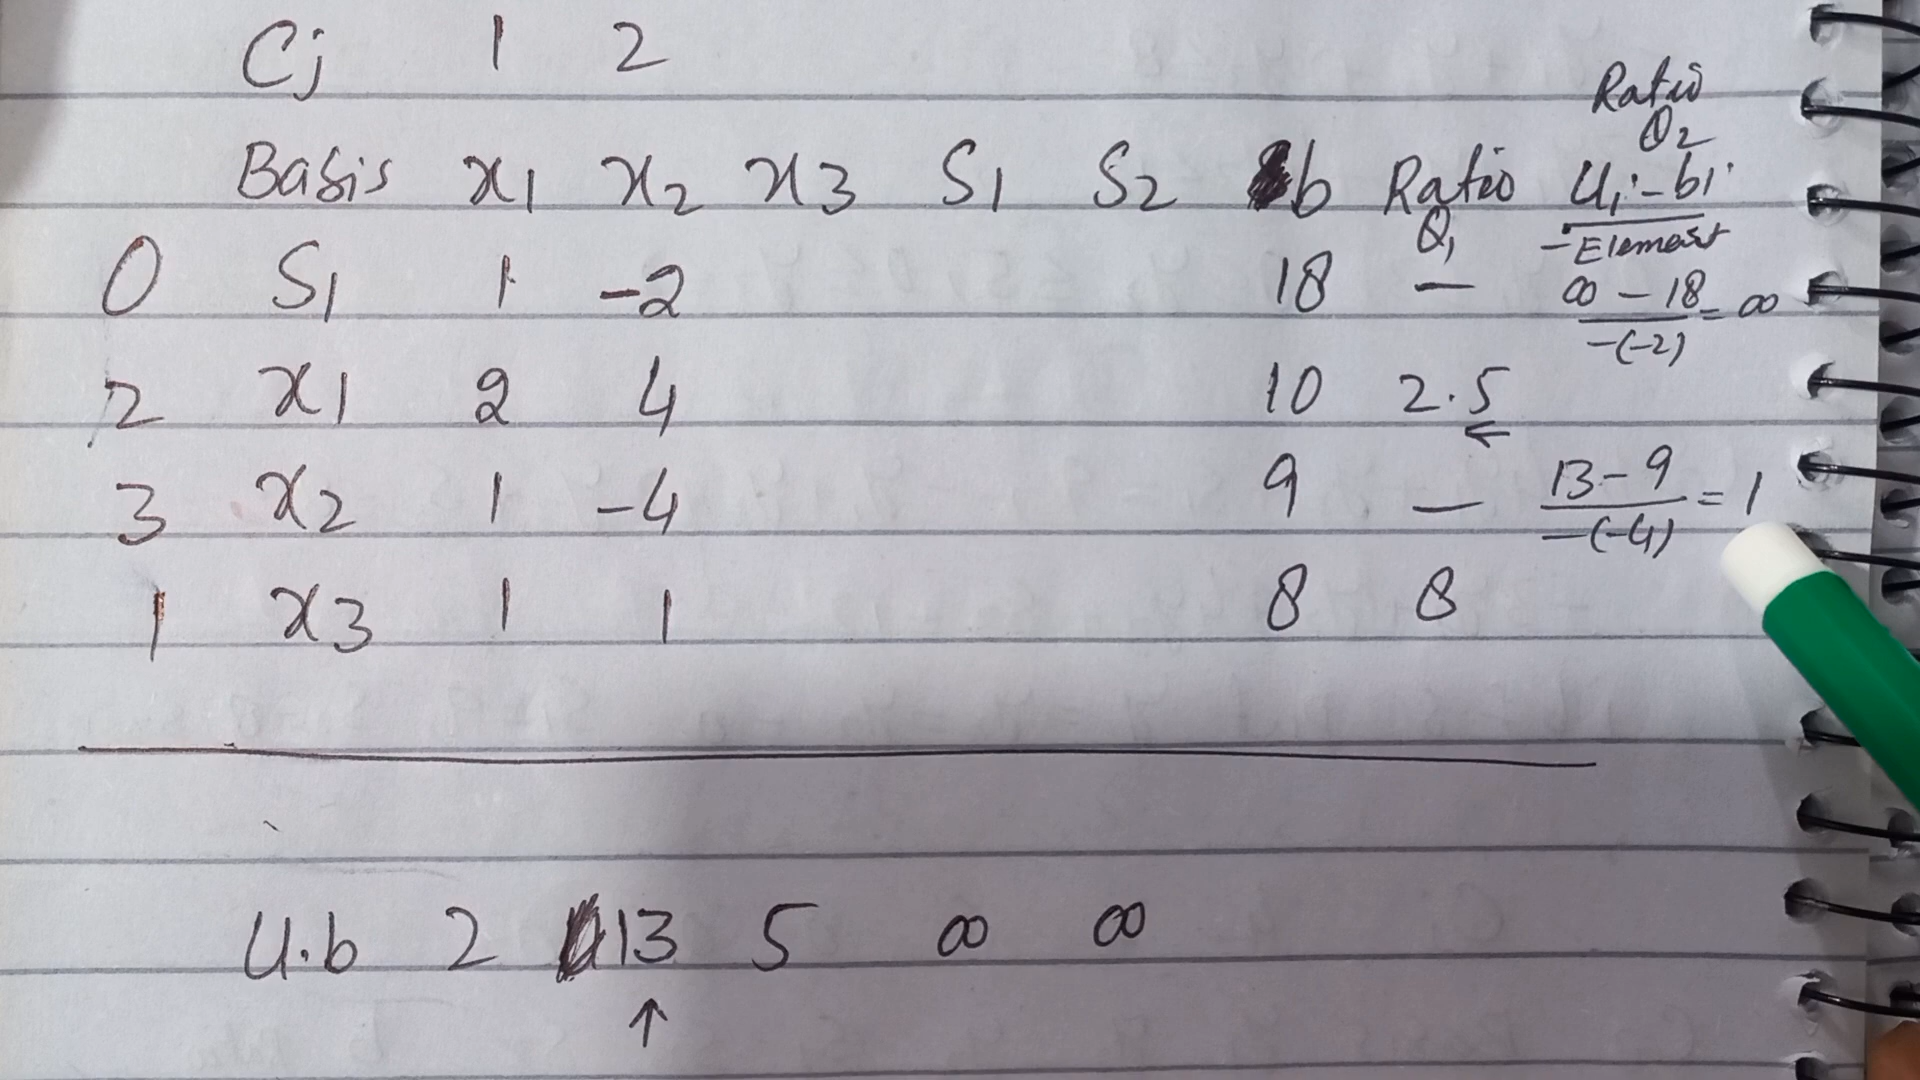 Cj 1 2
Ratio
θ2
Basis x1 x2 x3 S1 S2 b Ratio Ui-bi
θ1 -Element
0 S1 1 -2 18 — ∞ - 18 = ∞
-(-2)
2 x1 2 4 10 2.5
←
3 x2 1 -4 9 — 13-9 = 1
-(-4)
1 x3 1 1 8 8
U.b 2 13 5 ∞ ∞
↑